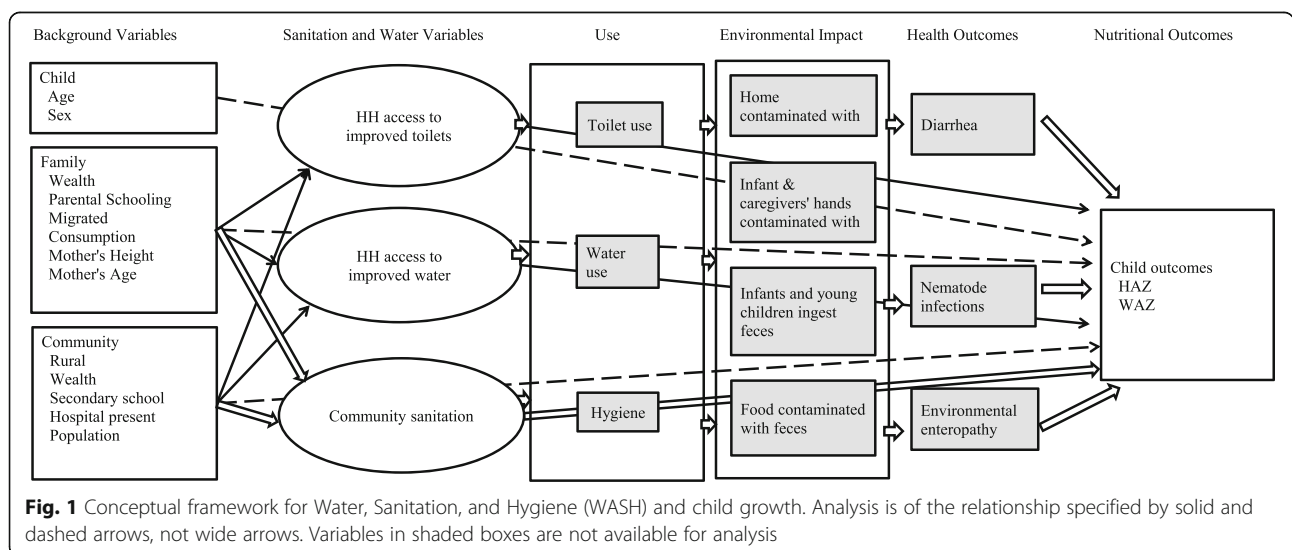 Background Variables
Sanitation and Water Variables
Use
Environmental Impact
Health Outcomes
Nutritional Outcomes
Child
Age
Sex
Family
Wealth
Parental Schooling
Migrated
Consumption
Mother's Height
Mother's Age
Community
Rural
Wealth
Secondary school
Hospital present
Population
HH access to
improved toilets
HH access to
improved water
Community sanitation
Toilet use
Water
use
Hygiene
Home
contaminated with
Infant &
caregivers' hands
contaminated with
Infants and young
children ingest
feces
Food contaminated
with feces
Diarrhea
Nematode
infections
Environmental
enteropathy
Child outcomes
HAZ
WAZ
Fig. 1 Conceptual framework for Water, Sanitation, and Hygiene (WASH) and child growth. Analysis is of the relationship specified by solid and
dashed arrows, not wide arrows. Variables in shaded boxes are not available for analysis